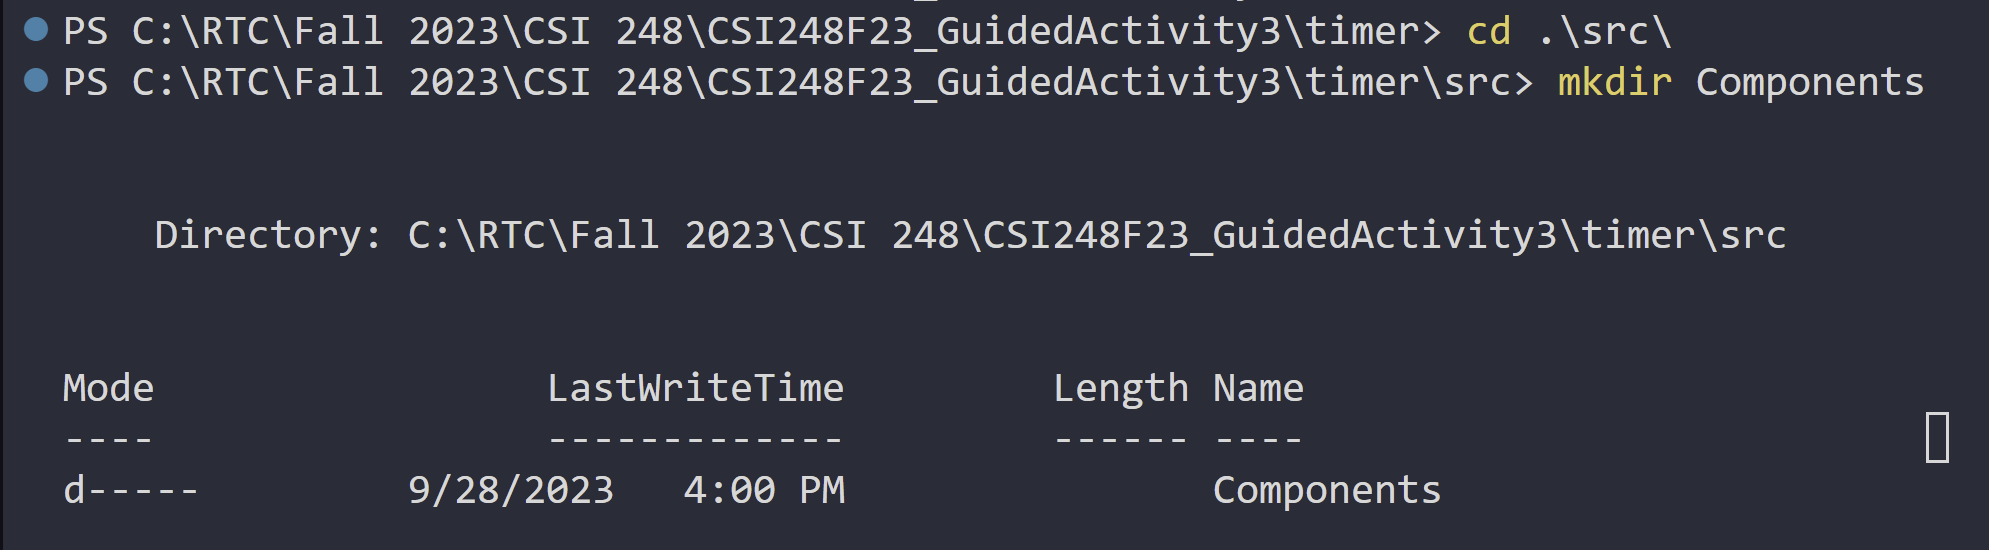 PS C:\RTC\Fall 2023\CSI 248\CSI248F23_GuidedActivity3\timer> cd .\src\
PS C:\RTC\Fall 2023\CSI 248\CSI248F23_GuidedActivity3\timer\src> mkdir Components
Directory: C:\RTC\Fall 2023\CSI 248\CSI248F23_GuidedActivity3\timer\src
Mode LastWriteTime Length Name
---- ------------- ------ ----
d----- 9/28/2023 4:00 PM Components